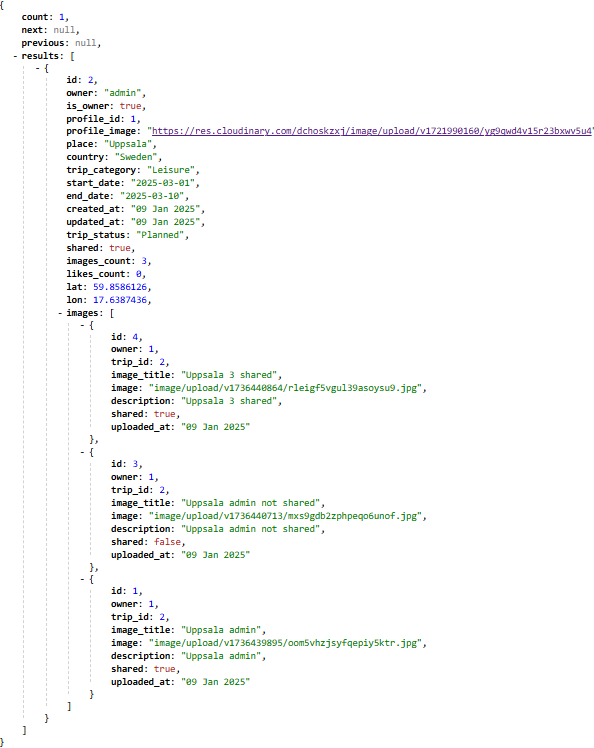 {
count: 1,
next: null,
previous: null,
- results: [
- {
id: 2,
owner: "admin",
is_owner: true,
profile_id: 1,
profile_image: "https://res.cloudinary.com/dchoskzxj/image/upload/v1721990160/yg9qwd4v15r23bxwv5u4"
place: "Uppsala",
country: "Sweden",
trip_category: "Leisure",
start_date: "2025-03-01",
end_date: "2025-03-10",
created_at: "09 Jan 2025",
updated_at: "09 Jan 2025",
trip_status: "Planned",
shared: true,
images_count: 3,
likes_count: 0,
lat: 59.8586126,
lon: 17.6387436,
- images: [
- {
id: 4,
owner: 1,
trip_id: 2,
image_title: "Uppsala 3 shared",
image: "image/upload/v1736440864/rleigf5vgul39asoysu9.jpg",
description: "Uppsala 3 shared",
shared: true,
uploaded_at: "09 Jan 2025"
},
- {
id: 3,
owner: 1,
trip_id: 2,
image_title: "Uppsala admin not shared",
image: "image/upload/v1736440713/mxs9gdb2zphpeqo6unof.jpg",
description: "Uppsala admin not shared",
shared: false,
uploaded_at: "09 Jan 2025"
},
- {
id: 1,
owner: 1,
trip_id: 2,
image_title: "Uppsala admin",
image: "image/upload/v1736439895/oom5vhzjsyfqepiy5ktr.jpg",
description: "Uppsala admin",
shared: true,
uploaded_at: "09 Jan 2025"
}
]
}
]
}